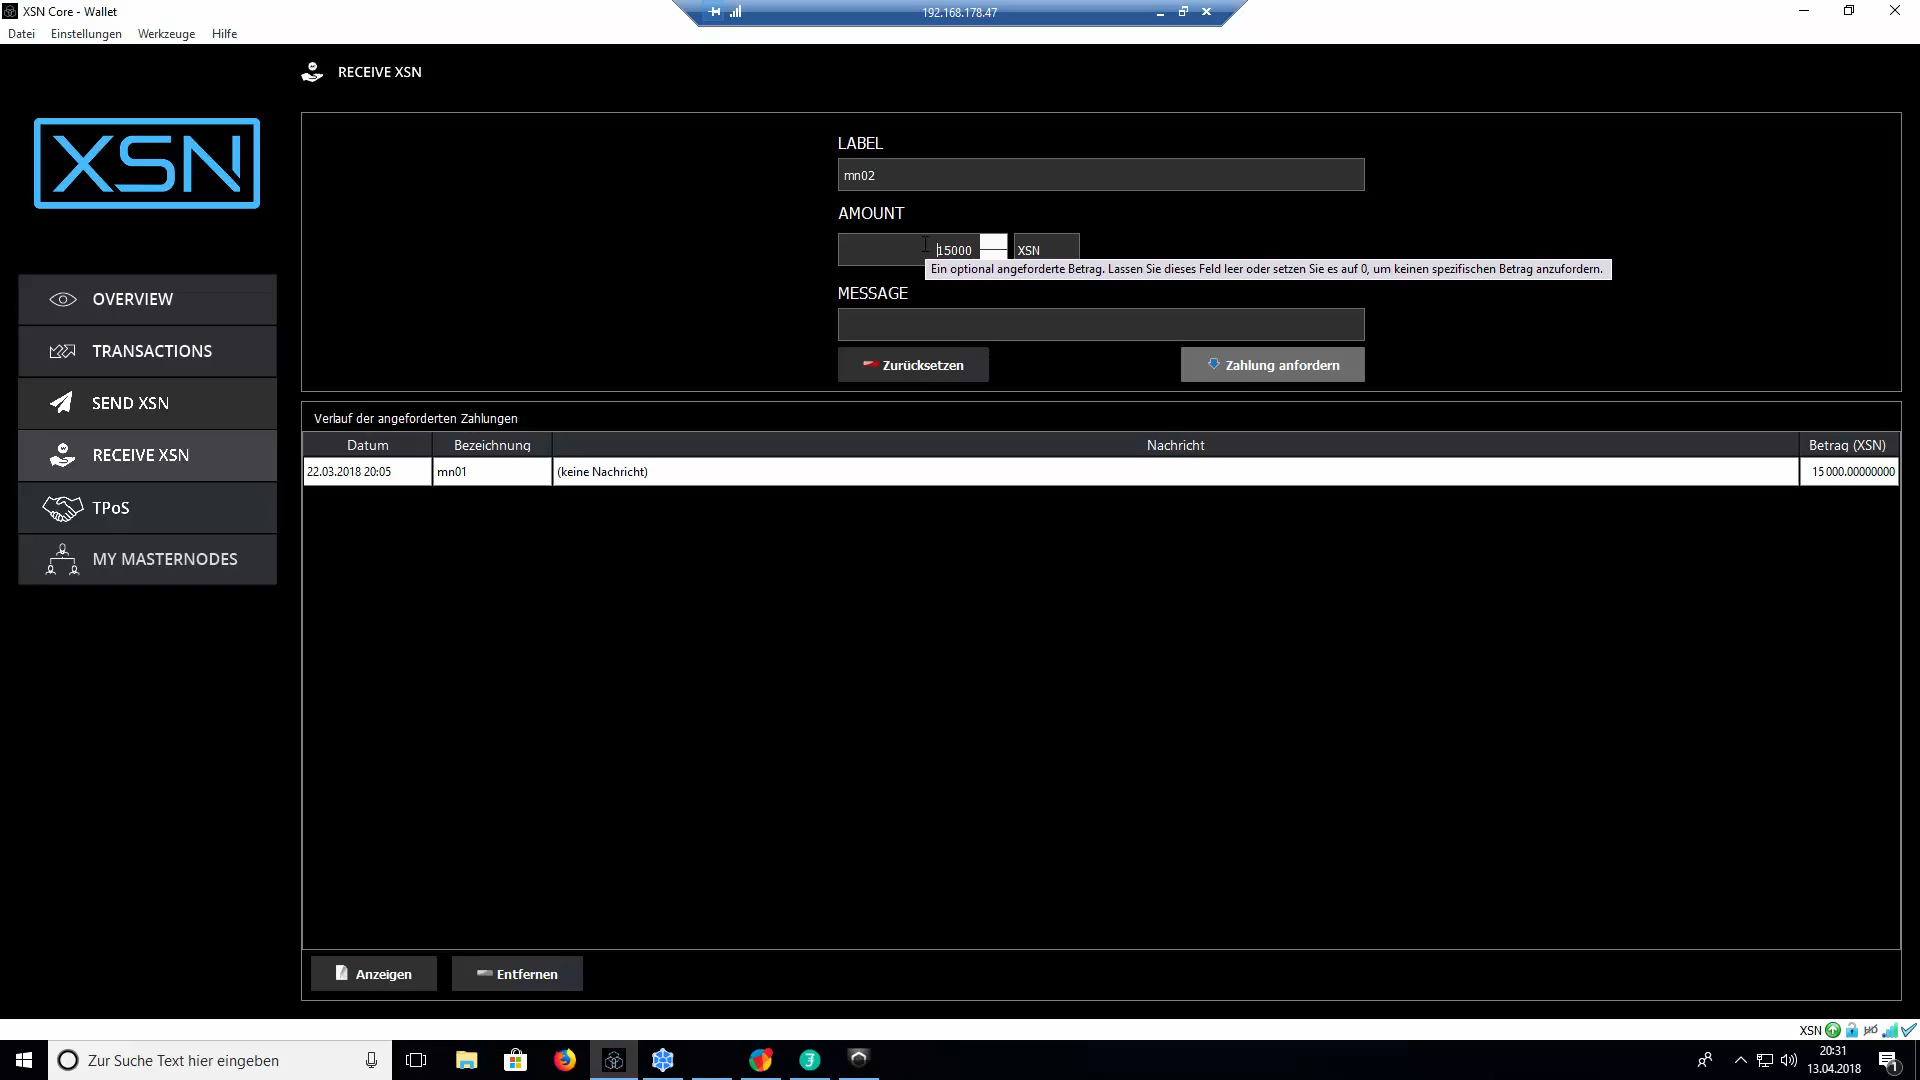 XSN Core - Wallet
192.168.178.47
Datei Einstellungen Werkzeuge Hilfe
RECEIVE XSN
XSN
OVERVIEW
TRANSACTIONS
SEND XSN
RECEIVE XSN
TPoS
MY MASTERNODES
LABEL
mn02
AMOUNT
15000 XSN
Ein optional angeforderte Betrag. Lassen Sie dieses Feld leer oder setzen Sie es auf 0, um keinen spezifischen Betrag anzufordern.
MESSAGE
Zurücksetzen Zahlung anfordern
Verlauf der angeforderten Zahlungen
Datum Bezeichnung Nachricht Betrag (XSN)
22.03.2018 20:05 mn01 (keine Nachricht) 15 000.00000000
Anzeigen Entfernen
XSN HD
Zur Suche Text hier eingeben
20:31
13.04.2018
1